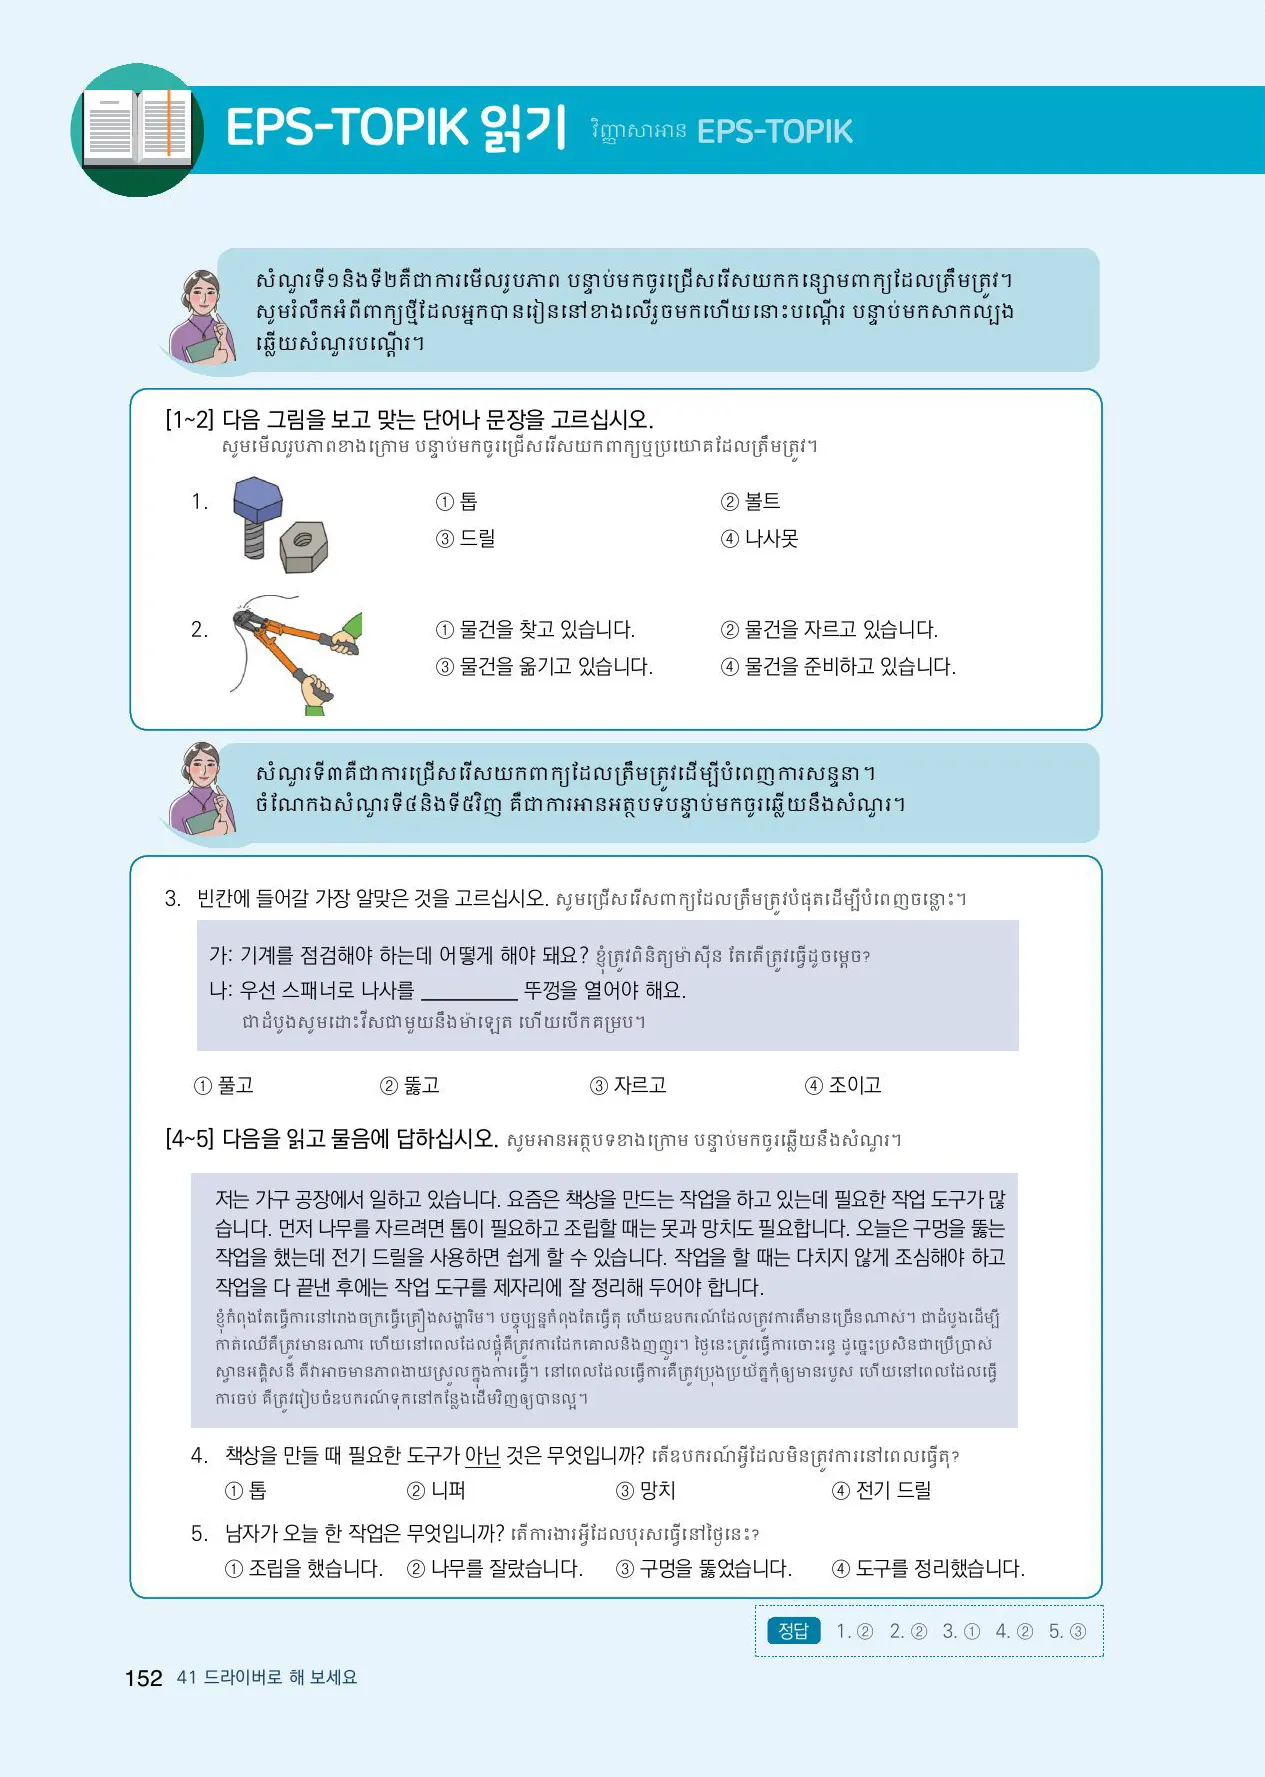 EPS-TOPIK 읽기 វិញ្ញាសាអាន EPS-TOPIK
សំណួរទី១និងទី២គឺជាការមើលរូបភាព បន្ទាប់មកចូរជ្រើសរើសយកកន្សោមពាក្យដែលត្រឹមត្រូវ។
សូមរំលឹកអំពីពាក្យថ្មីដែលអ្នកបានរៀននៅខាងលើរួចមកហើយនោះបណ្ដើរ បន្ទាប់មកសាកល្បង
ឆ្លើយសំណួរបណ្ដើរ។
[1~2] 다음 그림을 보고 맞는 단어나 문장을 고르십시오.
សូមមើលរូបភាពខាងក្រោម បន្ទាប់មកចូរជ្រើសរើសយកពាក្យឬប្រយោគដែលត្រឹមត្រូវ។
1. ① 톱 ② 볼트
③ 드릴 ④ 나사못
2. ① 물건을 찾고 있습니다. ② 물건을 자르고 있습니다.
③ 물건을 옮기고 있습니다. ④ 물건을 준비하고 있습니다.
សំណួរទី៣គឺជាការជ្រើសរើសយកពាក្យដែលត្រឹមត្រូវដើម្បីបំពេញការសន្ទនា។
ចំណែកឯសំណួរទី៤និងទី៥វិញ គឺជាការអានអត្ថបទបន្ទាប់មកចូរឆ្លើយនឹងសំណួរ។
3. 빈칸에 들어갈 가장 알맞은 것을 고르십시오. សូមជ្រើសរើសពាក្យដែលត្រឹមត្រូវបំផុតដើម្បីបំពេញចន្លោះ។
가: 기계를 점검해야 하는데 어떻게 해야 돼요? ខ្ញុំត្រូវពិនិត្យម៉ាស៊ីន តែតើត្រូវធ្វើដូចម្ដេច?
나: 우선 스패너로 나사를 ________ 뚜껑을 열어야 해요.
ជាដំបូងសូមដោះវីសជាមួយនឹងម៉ាឡេត ហើយបើកគម្រប។
① 풀고 ② 뚫고 ③ 자르고 ④ 조이고
[4~5] 다음을 읽고 물음에 답하십시오. សូមអានអត្ថបទខាងក្រោម បន្ទាប់មកចូរឆ្លើយនឹងសំណួរ។
저는 가구 공장에서 일하고 있습니다. 요즘은 책상을 만드는 작업을 하고 있는데 필요한 작업 도구가 많
습니다. 먼저 나무를 자르려면 톱이 필요하고 조립할 때는 못과 망치도 필요합니다. 오늘은 구멍을 뚫는
작업을 했는데 전기 드릴을 사용하면 쉽게 할 수 있습니다. 작업을 할 때는 다치지 않게 조심해야 하고
작업을 다 끝낸 후에는 작업 도구를 제자리에 잘 정리해 두어야 합니다.
ខ្ញុំកំពុងតែធ្វើការនៅរោងចក្រធ្វើគ្រឿងសង្ហារិម។ បច្ចុប្បន្នកំពុងតែធ្វើតុ ហើយឧបករណ៍ដែលត្រូវការគឺមានច្រើនណាស់។ ជាដំបូងដើម្បី
កាត់ឈើគឺត្រូវមានរណារ ហើយនៅពេលដែលផ្គុំគឺត្រូវការដែកគោលនិងញញួរ។ ថ្ងៃនេះត្រូវធ្វើការចោះរន្ធ ដូច្នេះប្រសិនជាប្រើប្រាស់
ស្វានអគ្គិសនី គឺវាអាចមានភាពងាយស្រួលក្នុងការធ្វើ។ នៅពេលដែលធ្វើការគឺត្រូវប្រុងប្រយ័ត្នកុំឲ្យមានរបួស ហើយនៅពេលដែលធ្វើ
ការចប់ គឺត្រូវរៀបចំឧបករណ៍ទុកនៅកន្លែងដើមវិញឲ្យបានល្អ។
4. 책상을 만들 때 필요한 도구가 아닌 것은 무엇입니까? តើឧបករណ៍អ្វីដែលមិនត្រូវការនៅពេលធ្វើតុ?
① 톱 ② 니퍼 ③ 망치 ④ 전기 드릴
5. 남자가 오늘 한 작업은 무엇입니까? តើការងារអ្វីដែលបុរសធ្វើនៅថ្ងៃនេះ?
① 조립을 했습니다. ② 나무를 잘랐습니다. ③ 구멍을 뚫었습니다. ④ 도구를 정리했습니다.
정답 1. ② 2. ② 3. ① 4. ② 5. ③
152 41 드라이버로 해 보세요